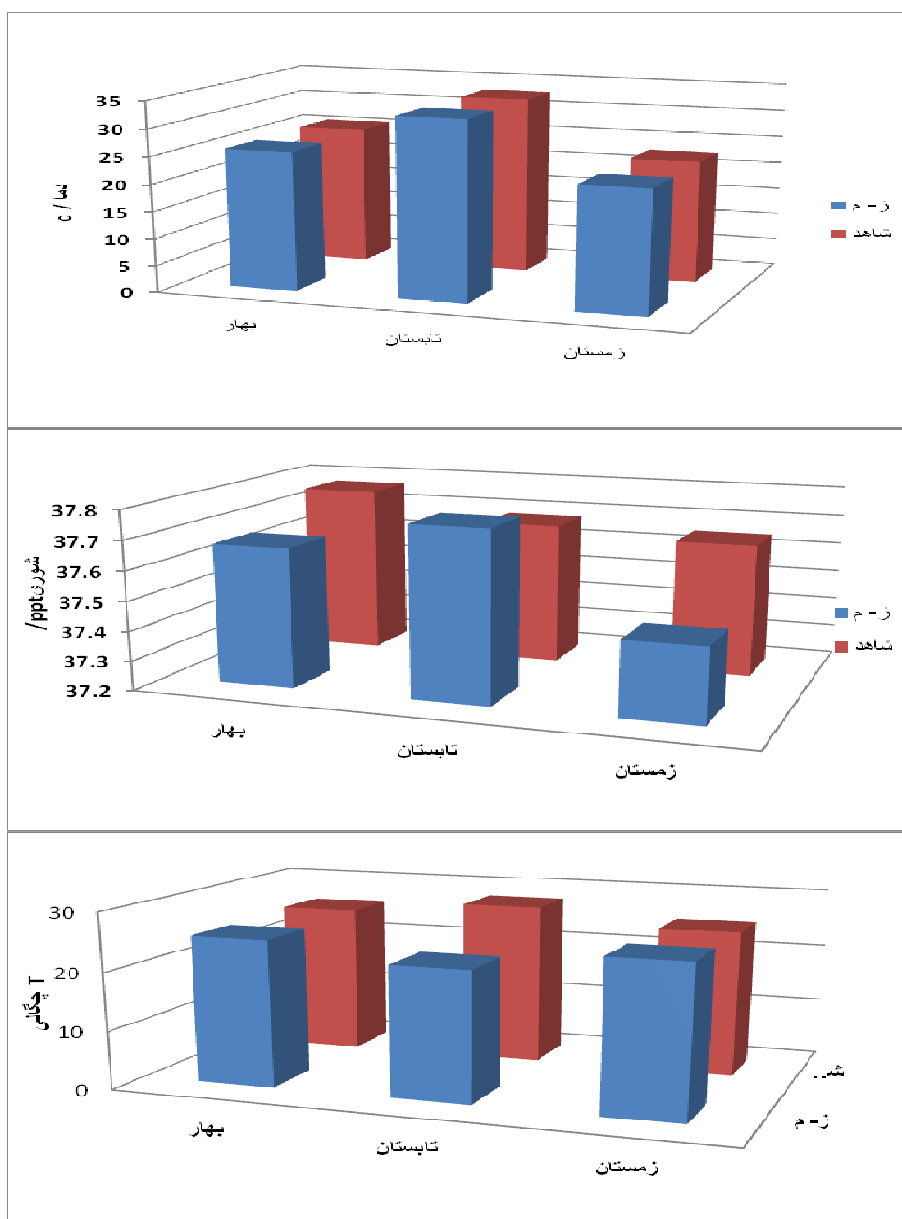 35
30
25
20
15
10
5
0
دما / c
بهار
تابستان
زمستان
ز- م
شاهد
37.8
37.7
37.6
37.5
37.4
37.3
37.2
شوری/ppt
بهار
تابستان
زمستان
ز- م
شاهد
30
20
10
0
چگالی T
بهار
تابستان
زمستان
ز- م